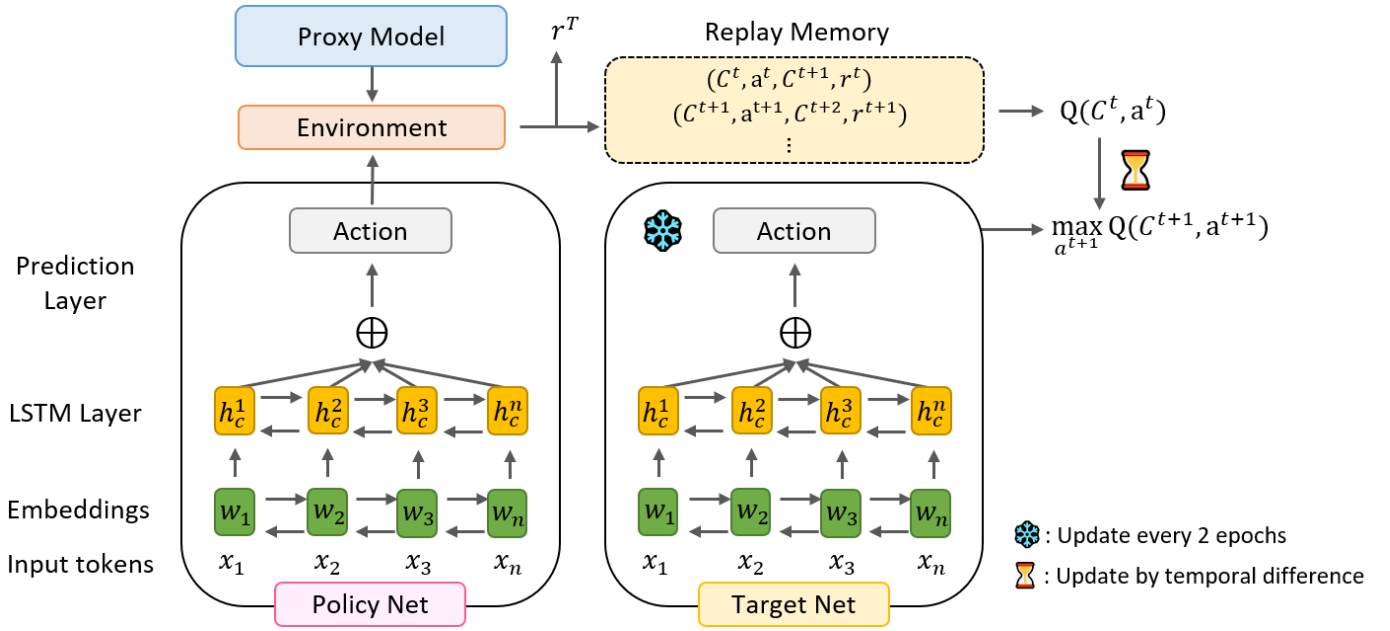 Proxy Model
r^T
Replay Memory
Environment
(C^t, a^t, C^{t+1}, r^t)
(C^{t+1}, a^{t+1}, C^{t+2}, r^{t+1})
⋮
Q(C^t, a^t)
Action
Action
max_{a^{t+1}} Q(C^{t+1}, a^{t+1})
Prediction
Layer
⊕
⊕
LSTM Layer
h_c^1 h_c^2 h_c^3 h_c^n
h_c^1 h_c^2 h_c^3 h_c^n
Embeddings
w_1 w_2 w_3 w_n
w_1 w_2 w_3 w_n
Input tokens
x_1 x_2 x_3 x_n
x_1 x_2 x_3 x_n
Policy Net
Target Net
: Update every 2 epochs
: Update by temporal difference